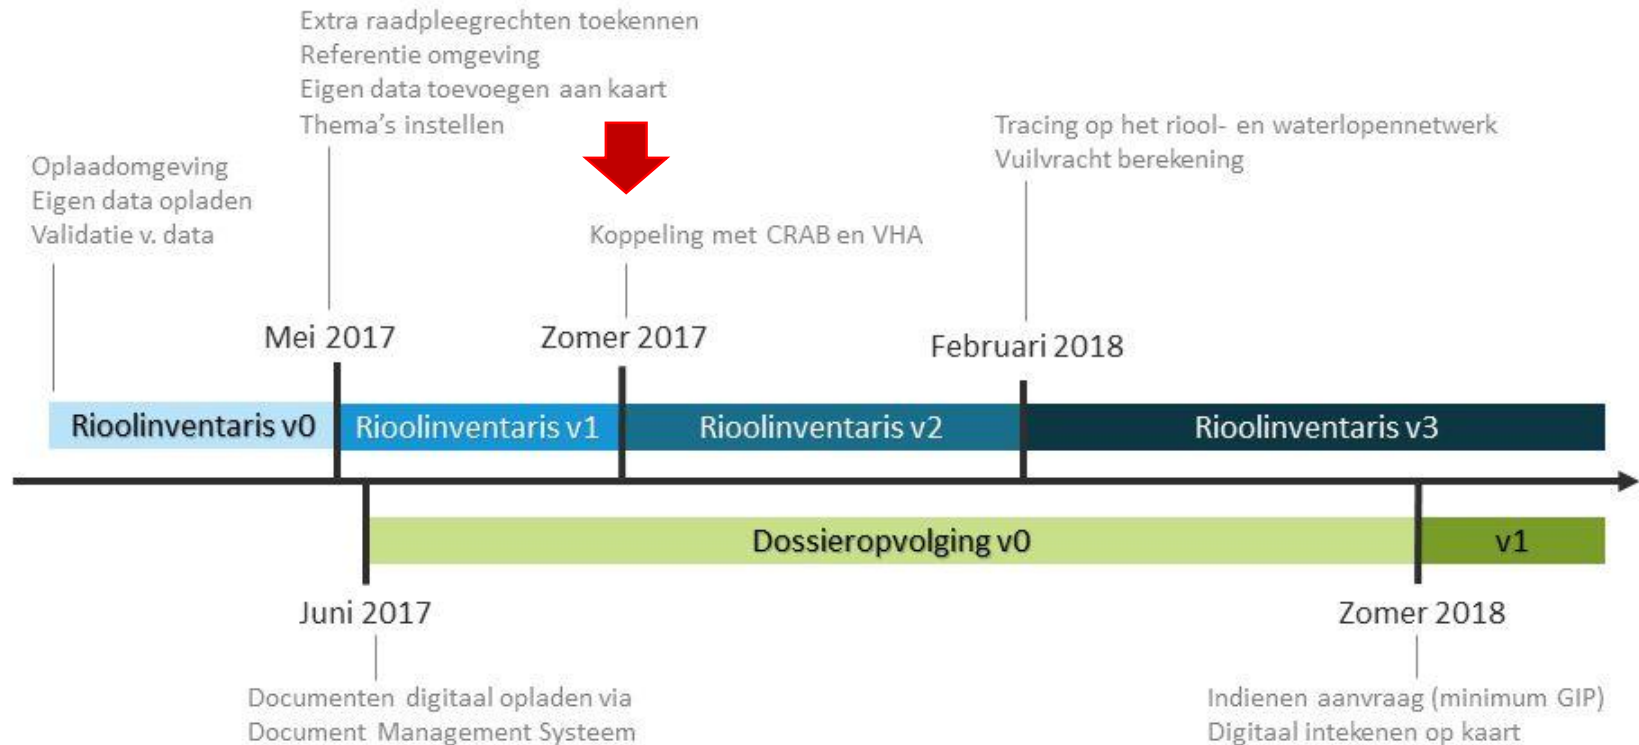 Extra raadpleegrechten toekennen
Referentie omgeving
Eigen data toevoegen aan kaart
Thema's instellen
Tracing op het riool- en waterlopennetwerk
Vuilvracht berekening
Oplaadomgeving
Eigen data opladen
Validatie v. data
Koppeling met CRAB en VHA
Mei 2017
Zomer 2017
Februari 2018
Rioolinventaris v0
Rioolinventaris v1
Rioolinventaris v2
Rioolinventaris v3
Dossieropvolging v0
v1
Juni 2017
Zomer 2018
Documenten digitaal opladen via
Document Management Systeem
Indienen aanvraag (minimum GIP)
Digitaal intekenen op kaart